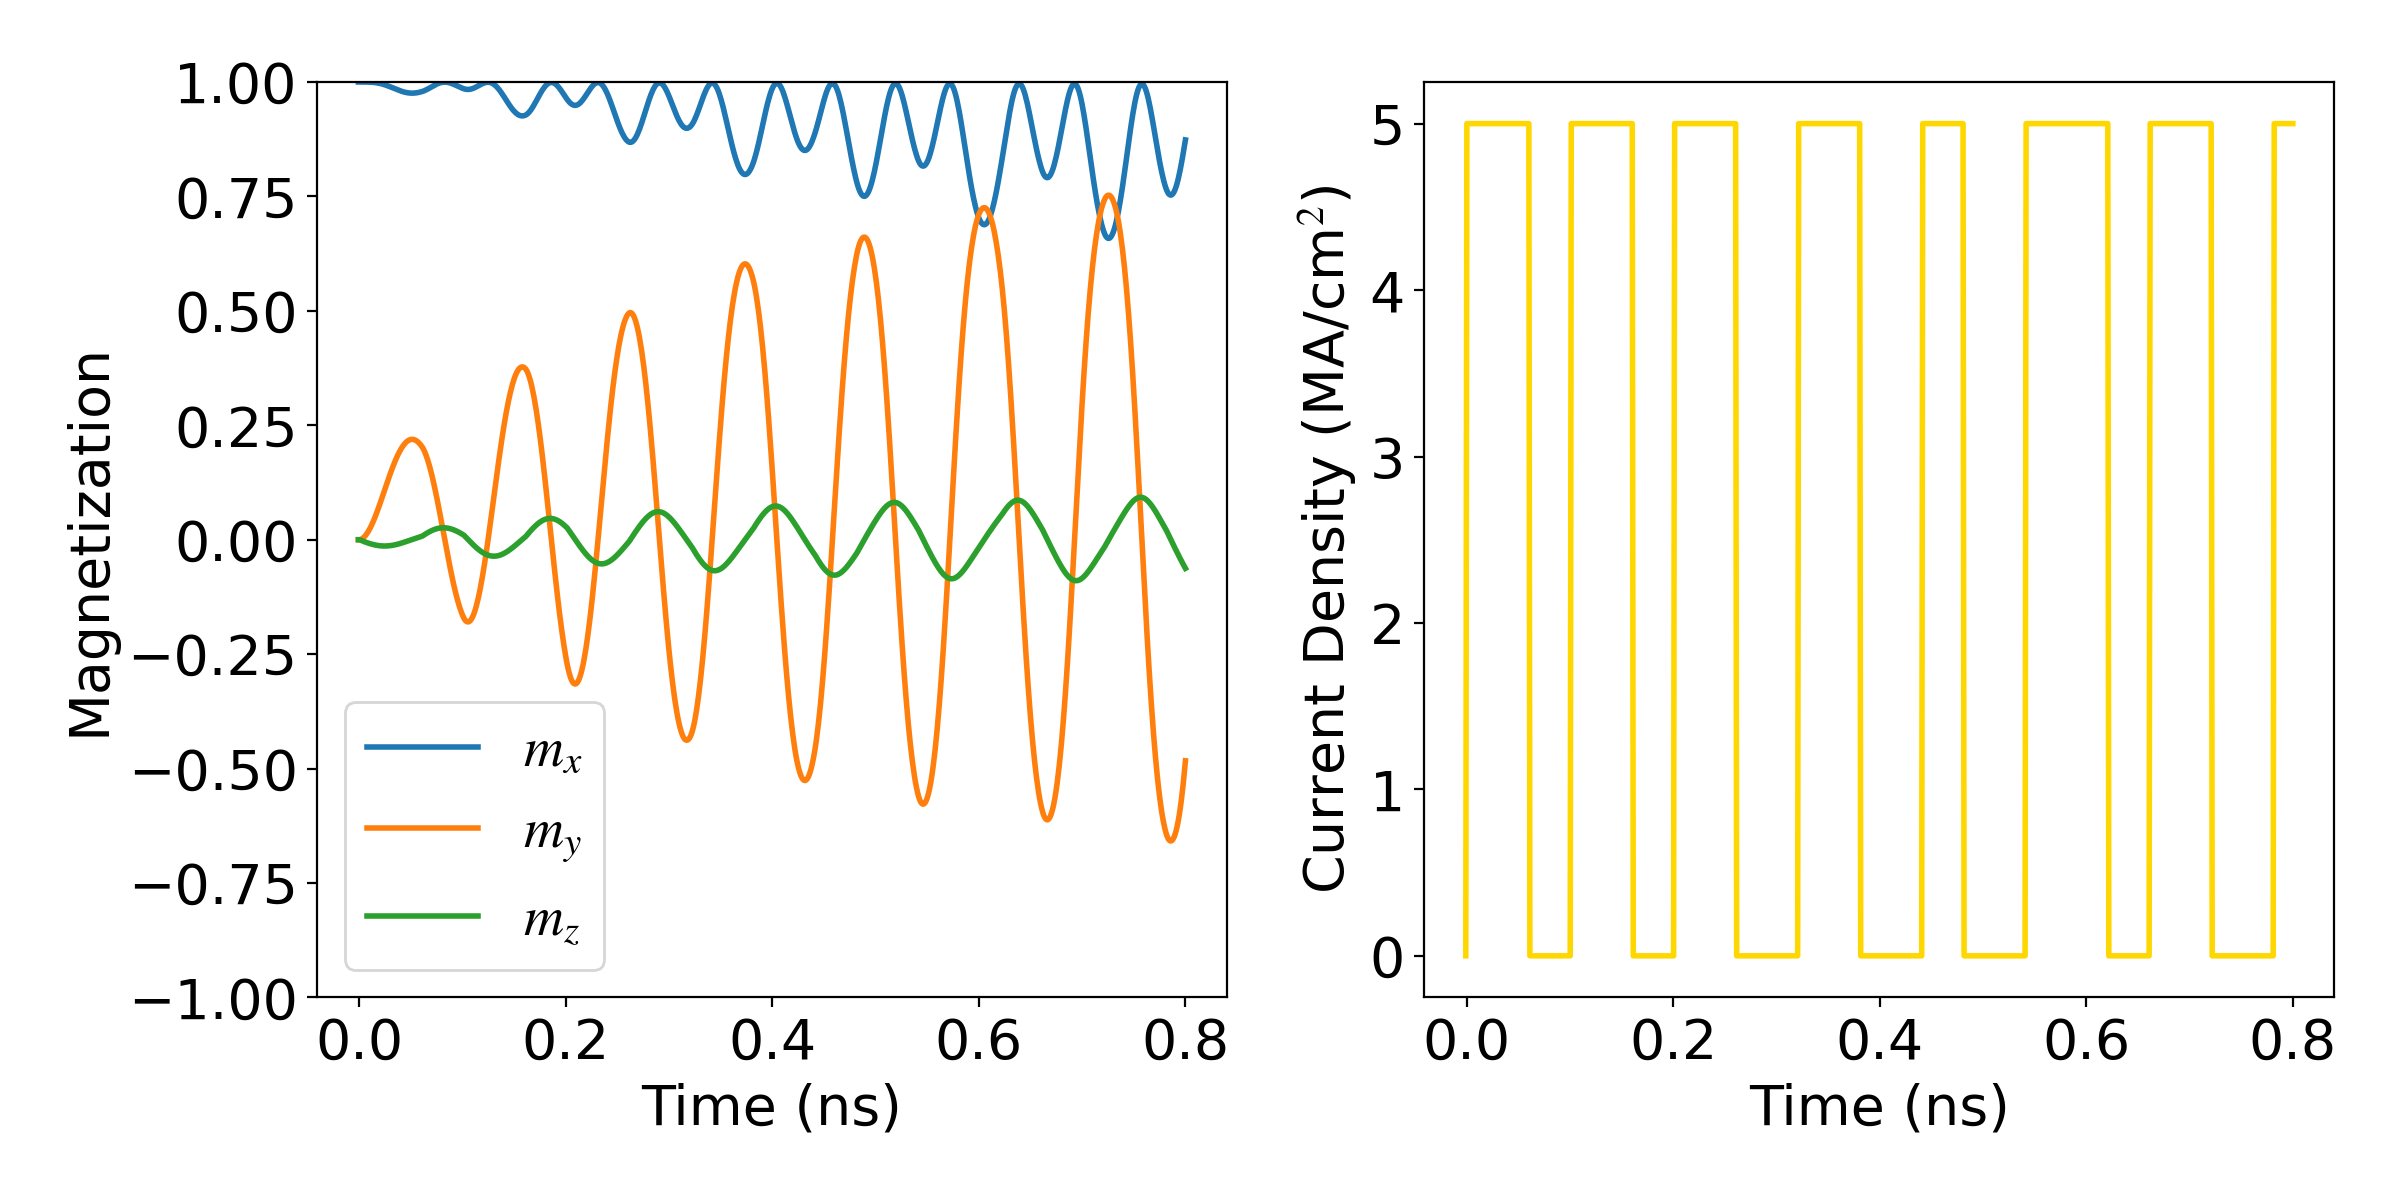 1.00
0.75
0.50
0.25
0.00
−0.25
−0.50
−0.75
−1.00
Magnetization
m_x
m_y
m_z
0.0 0.2 0.4 0.6 0.8
Time (ns)
5
4
3
2
1
0
Current Density (MA/cm²)
0.0 0.2 0.4 0.6 0.8
Time (ns)